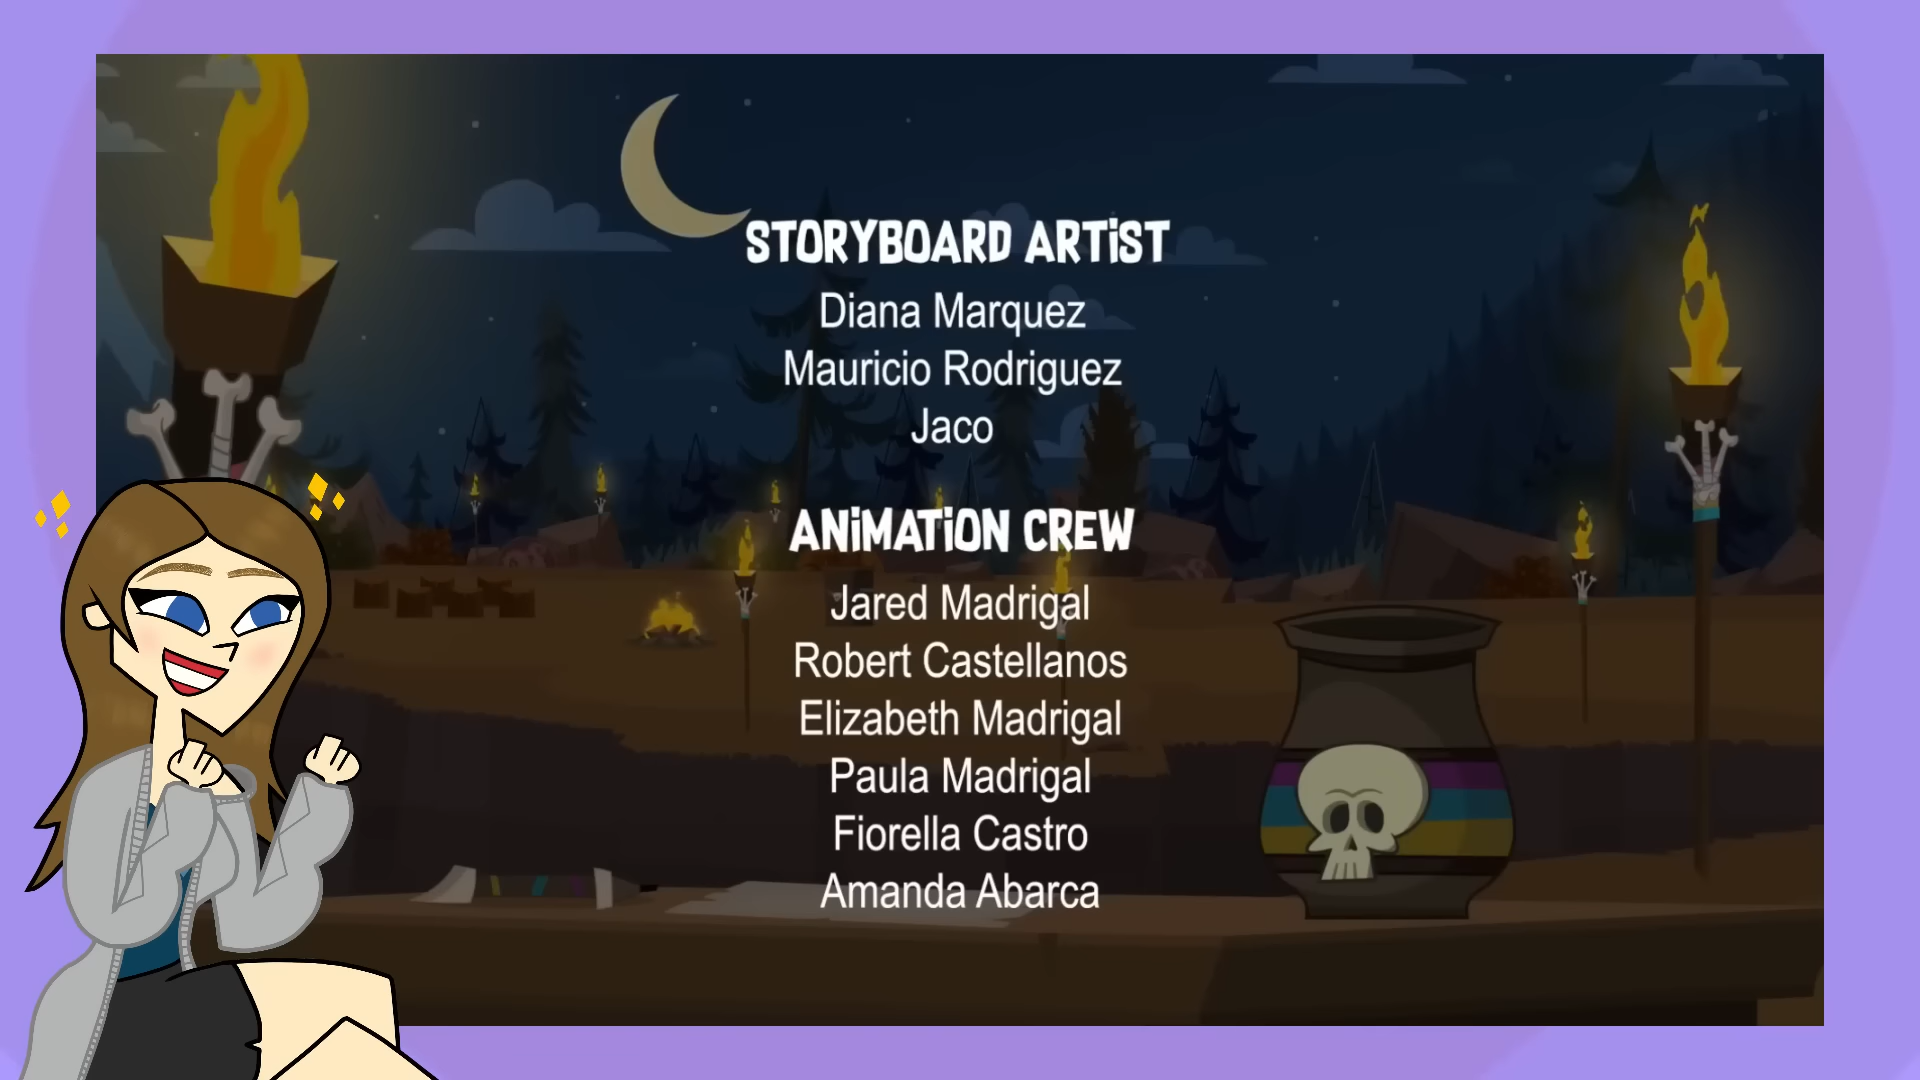 STORYBOARD ARTiST
Diana Marquez
Mauricio Rodriguez
Jaco
ANiMATiON CREW
Jared Madrigal
Robert Castellanos
Elizabeth Madrigal
Paula Madrigal
Fiorella Castro
Amanda Abarca